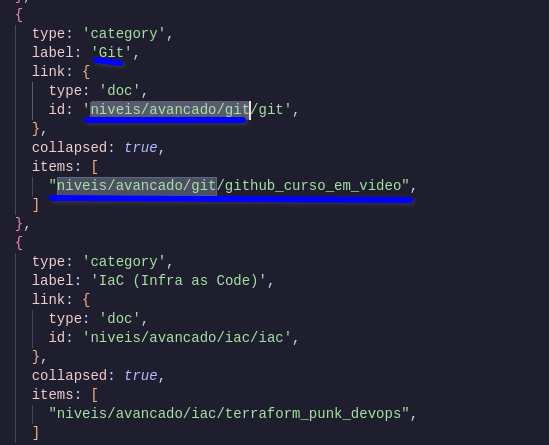 },
{
type: 'category',
label: 'Git',
link: {
type: 'doc',
id: 'niveis/avancado/git/git',
},
collapsed: true,
items: [
"niveis/avancado/git/github_curso_em_video",
]
},
{
type: 'category',
label: 'IaC (Infra as Code)',
link: {
type: 'doc',
id: 'niveis/avancado/iac/iac',
},
collapsed: true,
items: [
"niveis/avancado/iac/terraform_punk_devops",
]